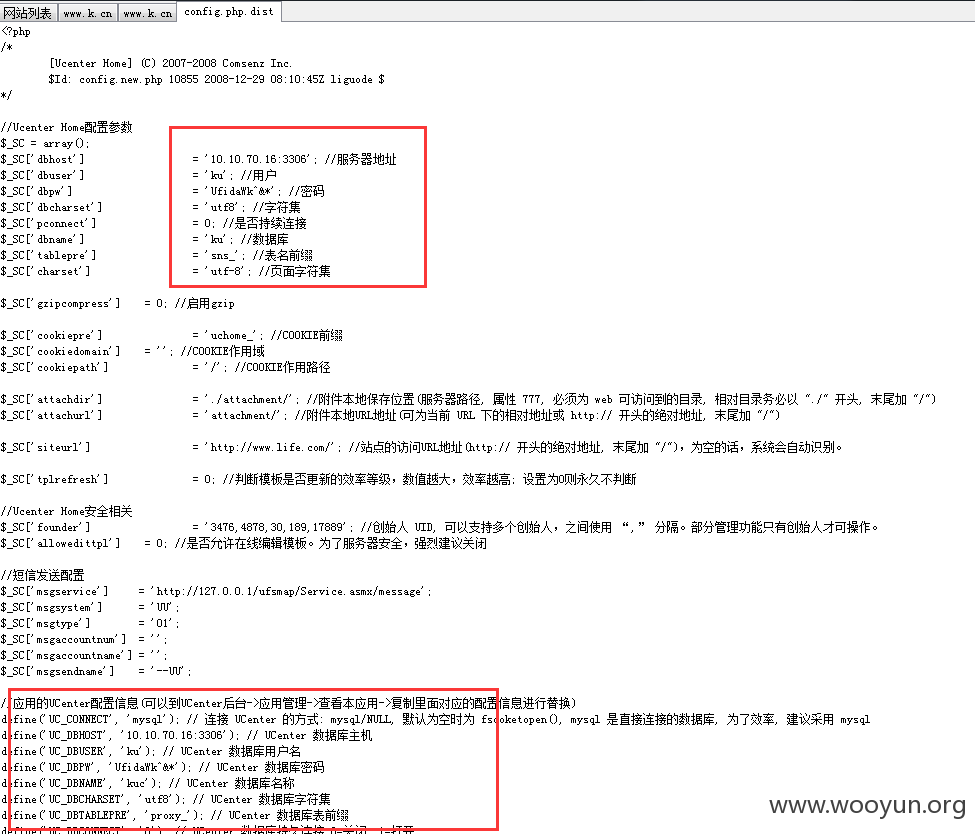 网站列表 www.k.cn www.k.cn config.php.dist
<?php
/*
[Ucenter Home] (C) 2007-2008 Comsenz Inc.
$Id: config.new.php 10855 2008-12-29 08:10:45Z liguode $
*/
//Ucenter Home配置参数
$_SC = array();
$_SC['dbhost'] = '10.10.70.16:3306'; //服务器地址
$_SC['dbuser'] = 'ku'; //用户
$_SC['dbpw'] = 'UfidaWk^&*'; //密码
$_SC['dbcharset'] = 'utf8'; //字符集
$_SC['pconnect'] = 0; //是否持续连接
$_SC['dbname'] = 'ku'; //数据库
$_SC['tablepre'] = 'sns_'; //表名前缀
$_SC['charset'] = 'utf-8'; //页面字符集
$_SC['gzipcompress'] = 0; //启用gzip
$_SC['cookiepre'] = 'uchome_'; //COOKIE前缀
$_SC['cookiedomain'] = ''; //COOKIE作用域
$_SC['cookiepath'] = '/'; //COOKIE作用路径
$_SC['attachdir'] = './attachment/'; //附件本地保存位置(服务器路径, 属性 777, 必须为 web 可访问到的目录, 相对目录务必以 "./" 开头, 末尾加 "/")
$_SC['attachurl'] = 'attachment/'; //附件本地URL地址(可为当前 URL 下的相对地址或 http:// 开头的绝对地址, 末尾加 "/")
$_SC['siteurl'] = 'http://www.life.com/'; //站点的访问URL地址(http:// 开头的绝对地址, 末尾加 "/")，为空的话，系统会自动识别。
$_SC['tplrefresh'] = 0; //判断模板是否更新的效率等级，数值越大，效率越高; 设置为0则永久不判断
//Ucenter Home安全相关
$_SC['founder'] = '3476,4878,30,189,17889'; //创始人 UID, 可以支持多个创始人，之间使用 “,” 分隔。部分管理功能只有创始人才可操作。
$_SC['allowedittpl'] = 0; //是否允许在线编辑模板。为了服务器安全，强烈建议关闭
//短信发送配置
$_SC['msgservice'] = 'http://127.0.0.1/ufsmap/Service.asmx/message';
$_SC['msgsystem'] = 'UU';
$_SC['msgtype'] = '01';
$_SC['msgaccountnum'] = '';
$_SC['msgaccountname'] = '';
$_SC['msgsendname'] = '--UU';
//应用的UCenter配置信息(可以到UCenter后台->应用管理->查看本应用->复制里面对应的配置信息进行替换)
define('UC_CONNECT', 'mysql'); // 连接 UCenter 的方式: mysql/NULL, 默认为空时为 fscoketopen(), mysql 是直接连接的数据库, 为了效率, 建议采用 mysql
define('UC_DBHOST', '10.10.70.16:3306'); // UCenter 数据库主机
define('UC_DBUSER', 'ku'); // UCenter 数据库用户名
define('UC_DBPW', 'UfidaWk^&*'); // UCenter 数据库密码
define('UC_DBNAME', 'kuc'); // UCenter 数据库名称
define('UC_DBCHARSET', 'utf8'); // UCenter 数据库字符集
define('UC_DBTABLEPRE', 'proxy_'); // UCenter 数据库表前缀
www.wooyun.org